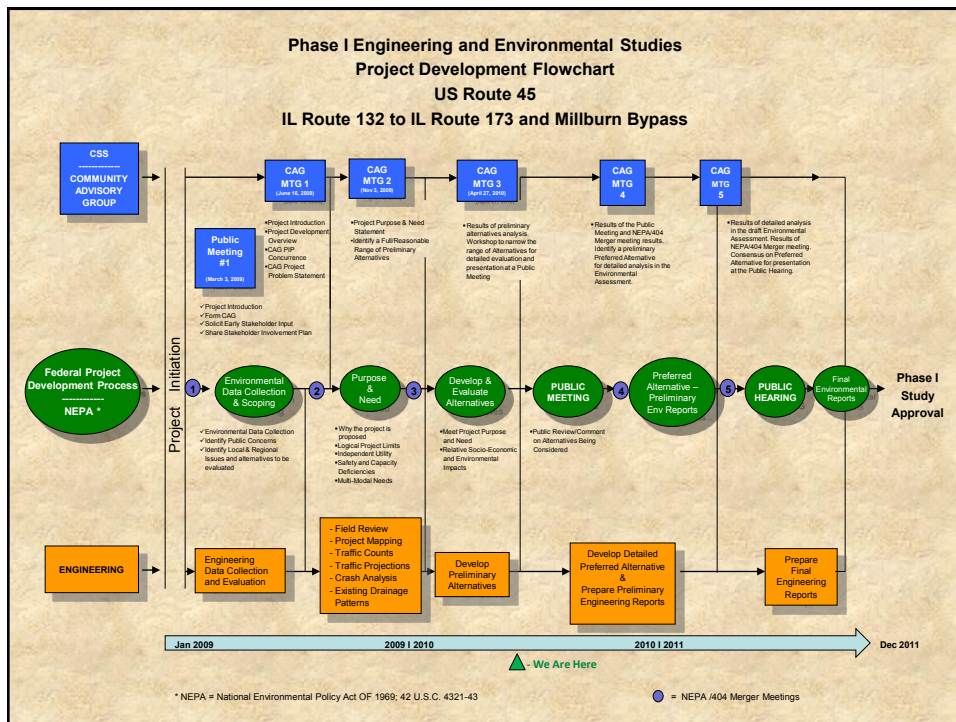 Phase I Engineering and Environmental Studies
Project Development Flowchart
US Route 45
IL Route 132 to IL Route 173 and Millburn Bypass
CSS
-------------
COMMUNITY
ADVISORY
GROUP
CAG
MTG 1
(June 16, 2009)
CAG
MTG 2
(Nov 3, 2009)
CAG
MTG 3
(April 27, 2010)
CAG
MTG
4
CAG
MTG
5
▪Project Introduction
▪Project Development
Overview
▪CAG PIP
Concurrence
▪CAG Project
Problem Statement
▪Project Purpose & Need
Statement
▪Identify a Full/Reasonable
Range of Preliminary
Alternatives
▪Results of preliminary
alternatives analysis.
Workshop to narrow the
range of Alternatives for
detailed evaluation and
presentation at a Public
Meeting
▪Results of the Public
Meeting and NEPA/404
Merger meeting results.
Identify a preliminary
Preferred Alternative
for detailed analysis in the
Environmental
Assessment.
▪Results of detailed analysis
in the draft Environmental
Assessment. Results of
NEPA/404 Merger meeting.
Consensus on Preferred
Alternative for presentation
at the Public Hearing.
Public
Meeting
#1
(March 3, 2009)
✓Project Introduction
✓Form CAG
✓Solicit Early Stakeholder Input
✓Share Stakeholder Involvement Plan
Project Initiation
Federal Project
Development Process
------------
NEPA *
1
Environmental
Data Collection
& Scoping
2
Purpose
& Need
3
Develop &
Evaluate
Alternatives
PUBLIC
MEETING
4
Preferred
Alternative –
Preliminary
Env Reports
5
PUBLIC
HEARING
Final
Environmental
Reports
Phase I
Study
Approval
▪Environmental Data Collection
▪Identify Public Concerns
▪Identify Local & Regional
Issues and alternatives to be
evaluated
▪Why the project is
proposed
▪Logical Project Limits
▪Independent Utility
▪Safety and Capacity
Deficiencies
▪Multi-Modal Needs
▪Meet Project Purpose and
Need
▪Relative Socio-Economic and
Environmental
Impacts
▪Public Review/Comment
on Alternatives Being
Considered
ENGINEERING
Engineering
Data Collection
and Evaluation
- Field Review
- Project Mapping
- Traffic Counts
- Traffic Projections
- Crash Analysis
- Existing Drainage
Patterns
Develop
Preliminary
Alternatives
Develop Detailed
Preferred Alternative
&
Prepare Preliminary
Engineering Reports
Prepare
Final
Engineering
Reports
Jan 2009
2009 I 2010
2010 I 2011
Dec 2011
- We Are Here
* NEPA = National Environmental Policy Act OF 1969; 42 U.S.C. 4321-43
= NEPA /404 Merger Meetings